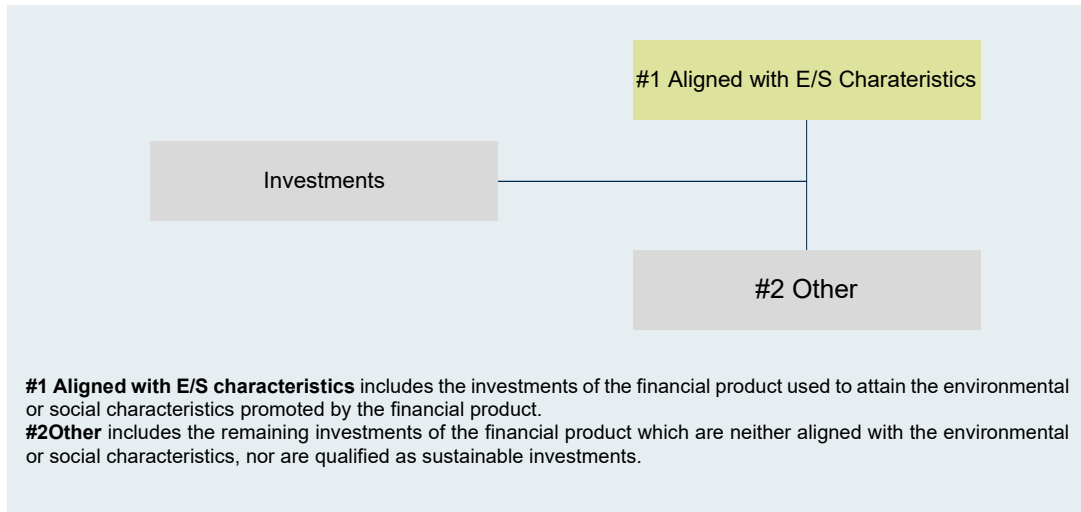 #1 Aligned with E/S Charateristics
Investments
#2 Other
#1 Aligned with E/S characteristics includes the investments of the financial product used to attain the environmental
or social characteristics promoted by the financial product.
#2Other includes the remaining investments of the financial product which are neither aligned with the environmental
or social characteristics, nor are qualified as sustainable investments.